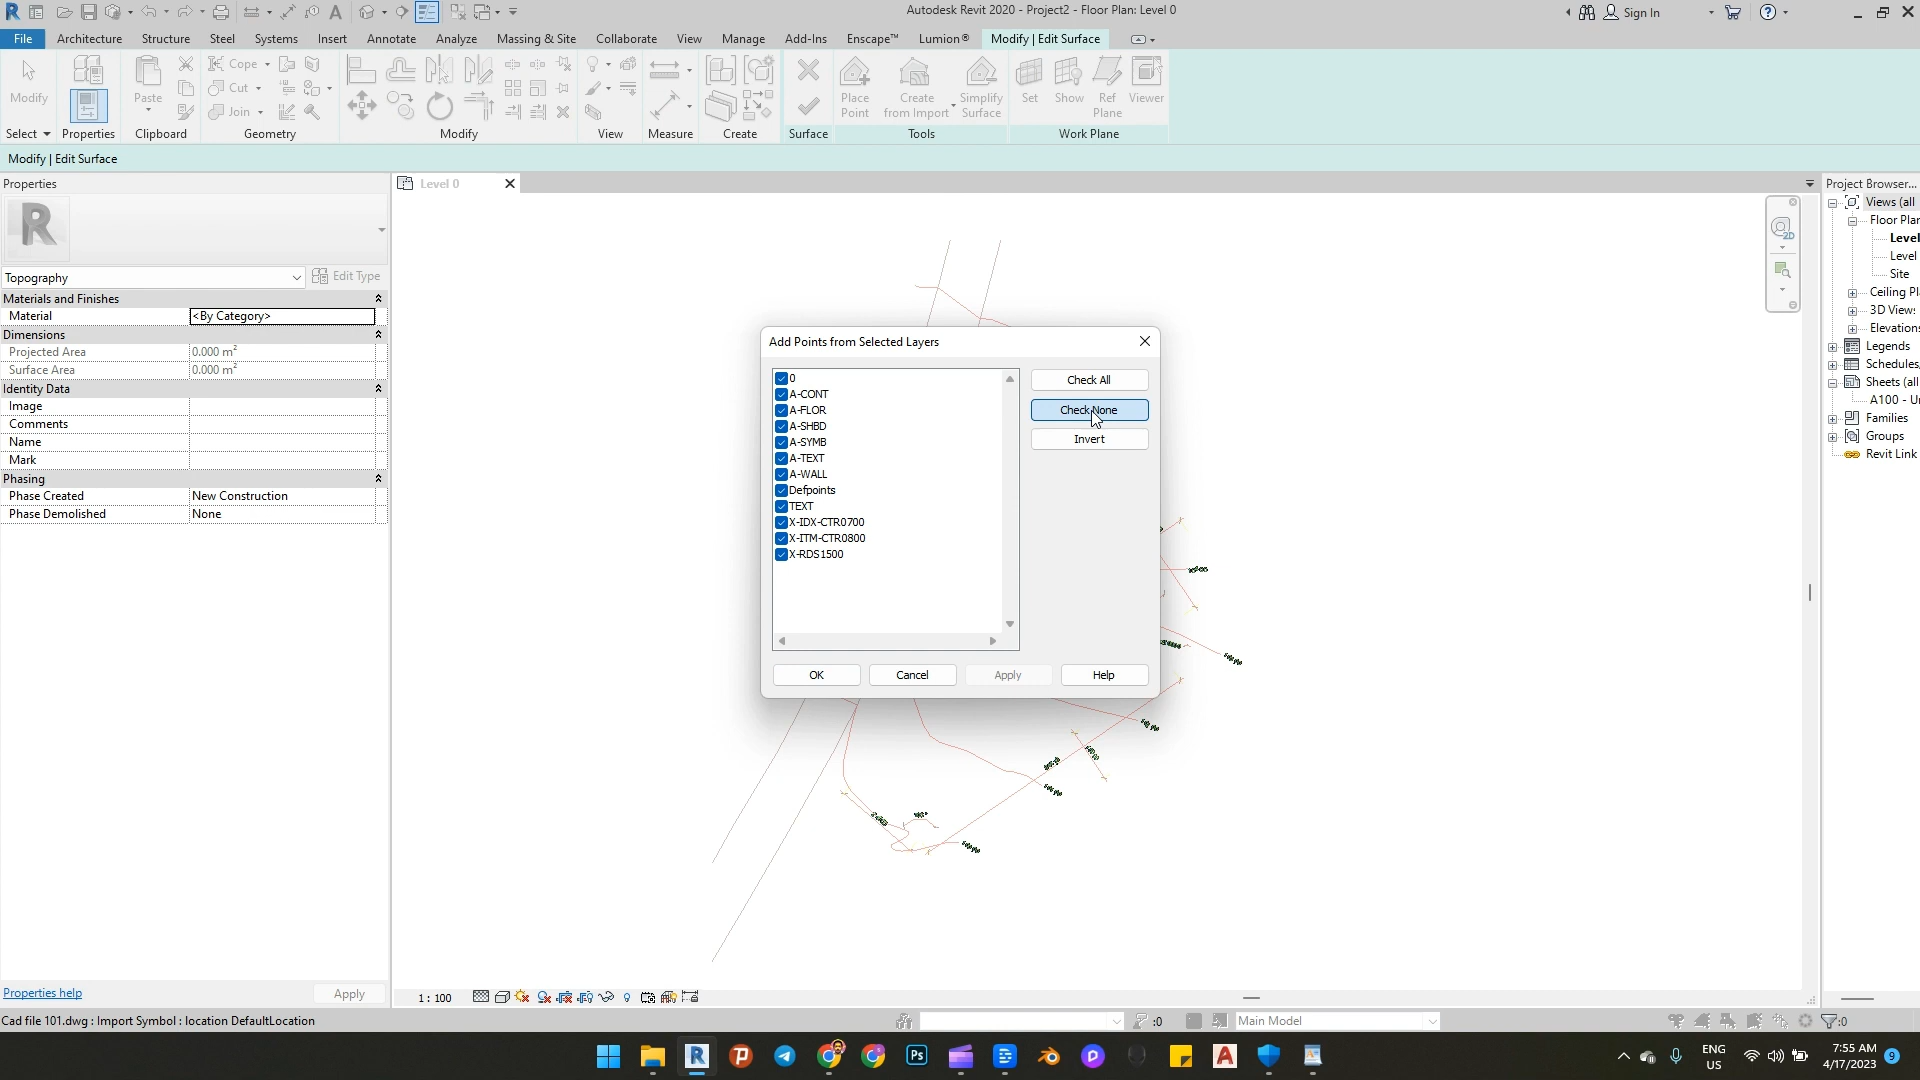 Autodesk Revit 2020 - Project2 - Floor Plan: Level 0
Sign In
File Architecture Structure Steel Systems Insert Annotate Analyze Massing & Site Collaborate View Manage Add-Ins Enscape™ Lumion® Modify | Edit Surface
Modify
Paste
Cope
Cut
Join
Place Point
Create from Import
Simplify Surface
Set
Show
Ref Plane
Viewer
Select Properties Clipboard Geometry Modify View Measure Create Surface Tools Work Plane
Modify | Edit Surface
Properties
Topography
Edit Type
Materials and Finishes
Material <By Category>
Dimensions
Projected Area 0.000 m²
Surface Area 0.000 m²
Identity Data
Image
Comments
Name
Mark
Phasing
Phase Created New Construction
Phase Demolished None
Properties help
Apply
Level 0
2D
Add Points from Selected Layers
0
A-CONT
A-FLOR
A-SHBD
A-SYMB
A-TEXT
A-WALL
Defpoints
TEXT
X-IDX-CTR0700
X-ITM-CTR0800
X-RDS1500
Check All
Check None
Invert
OK Cancel Apply Help
Project Browser...
Views (all
Floor Plan
Level
Level
Site
Ceiling Pl
3D Views
Elevations
Legends
Schedules
Sheets (all
A100 - Un
Families
Groups
Revit Link
1 : 100
Cad file 101.dwg : Import Symbol : location DefaultLocation
:0
Main Model
:0
ENG
US
7:55 AM
4/17/2023
9